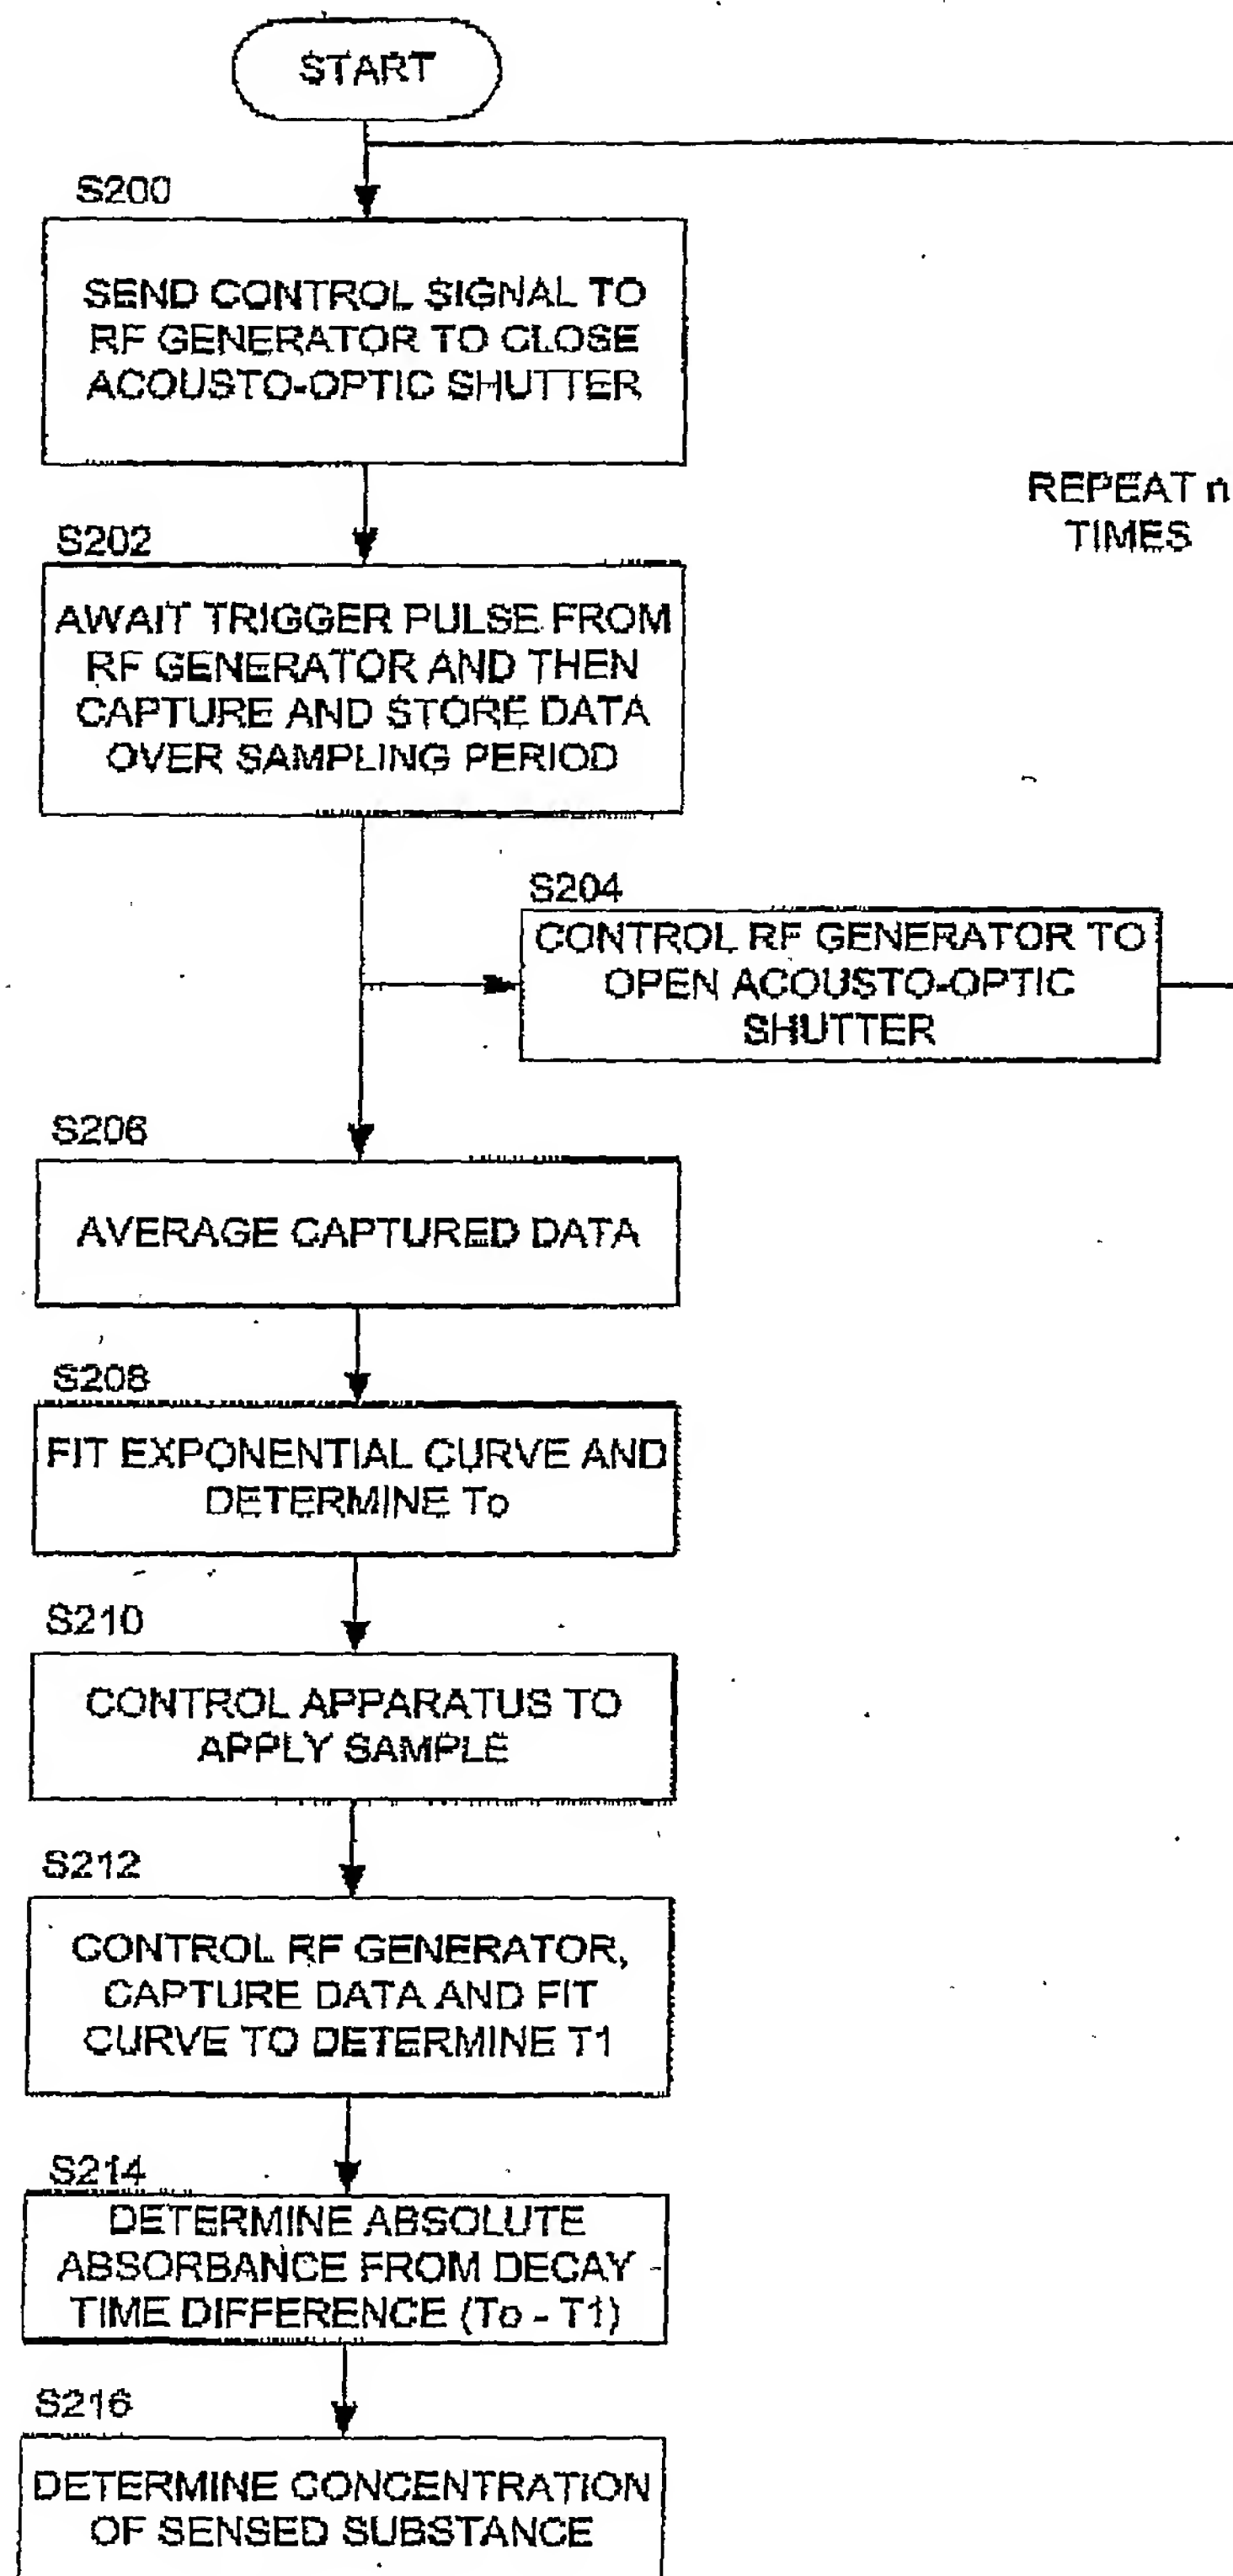 START
S200
SEND CONTROL SIGNAL TO
RF GENERATOR TO CLOSE
ACOUSTO-OPTIC SHUTTER
REPEAT n
TIMES
S202
AWAIT TRIGGER PULSE FROM
RF GENERATOR AND THEN
CAPTURE AND STORE DATA
OVER SAMPLING PERIOD
S204
CONTROL RF GENERATOR TO
OPEN ACOUSTO-OPTIC
SHUTTER
S206
AVERAGE CAPTURED DATA
S208
FIT EXPONENTIAL CURVE AND
DETERMINE To
S210
CONTROL APPARATUS TO
APPLY SAMPLE
S212
CONTROL RF GENERATOR,
CAPTURE DATA AND FIT
CURVE TO DETERMINE T1
S214
DETERMINE ABSOLUTE
ABSORBANCE FROM DECAY
TIME DIFFERENCE (To - T1)
S216
DETERMINE CONCENTRATION
OF SENSED SUBSTANCE